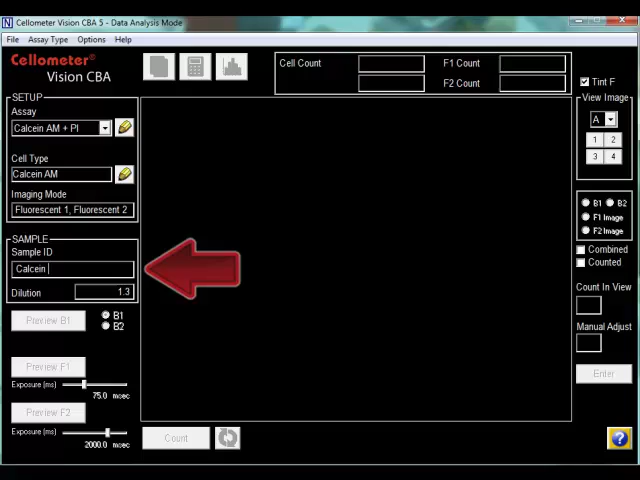 Cellometer Vision CBA 5 - Data Analysis Mode
File Assay Type Options Help
Cellometer®
Vision CBA
Cell Count
F1 Count
F2 Count
Tint F
View Image
A
1 2
3 4
SETUP
Assay
Calcein AM + PI
Cell Type
Calcein AM
Imaging Mode
Fluorescent 1, Fluorescent 2
SAMPLE
Sample ID
Calcein
Dilution 1.3
Preview B1
B1
B2
Preview F1
Exposure (ms)
75.0 msec
Preview F2
Exposure (ms)
2000.0 msec
Count
B1 B2
F1 Image
F2 Image
Combined
Counted
Count In View
Manual Adjust
Enter
?